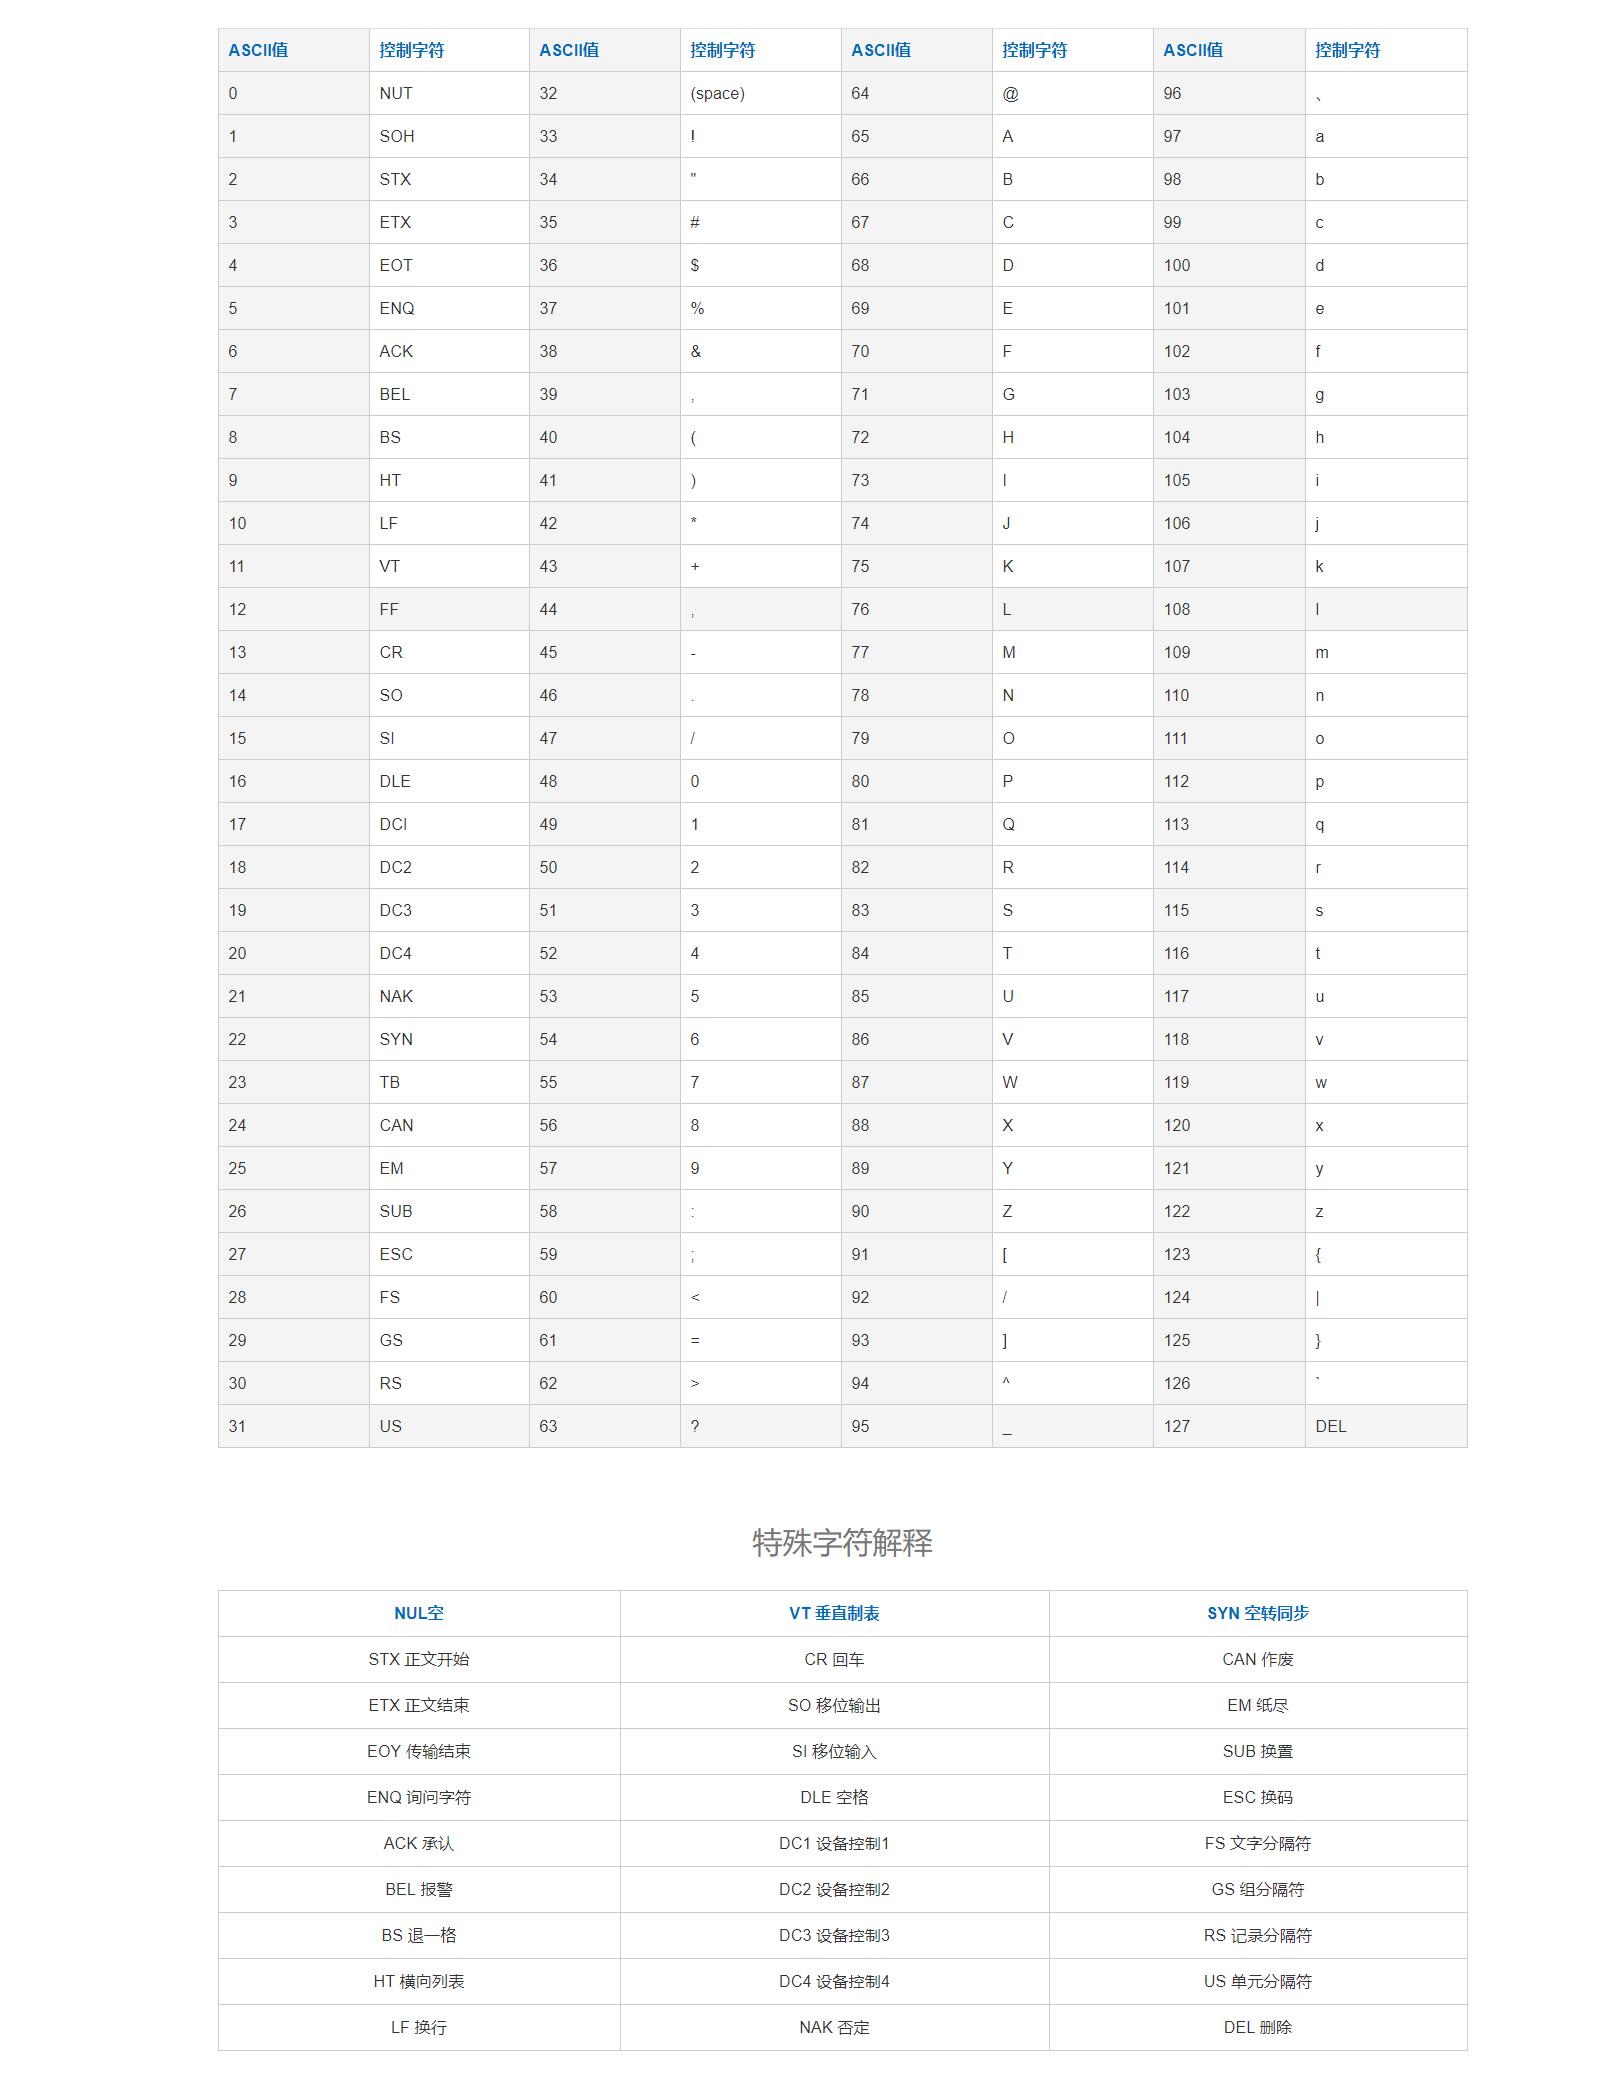 ASCII值 控制字符 ASCII值 控制字符 ASCII值 控制字符 ASCII值 控制字符
0 NUT 32 (space) 64 @ 96 、
1 SOH 33 ! 65 A 97 a
2 STX 34 " 66 B 98 b
3 ETX 35 # 67 C 99 c
4 EOT 36 $ 68 D 100 d
5 ENQ 37 % 69 E 101 e
6 ACK 38 & 70 F 102 f
7 BEL 39 , 71 G 103 g
8 BS 40 ( 72 H 104 h
9 HT 41 ) 73 I 105 i
10 LF 42 * 74 J 106 j
11 VT 43 + 75 K 107 k
12 FF 44 , 76 L 108 l
13 CR 45 - 77 M 109 m
14 SO 46 . 78 N 110 n
15 SI 47 / 79 O 111 o
16 DLE 48 0 80 P 112 p
17 DCI 49 1 81 Q 113 q
18 DC2 50 2 82 R 114 r
19 DC3 51 3 83 S 115 s
20 DC4 52 4 84 T 116 t
21 NAK 53 5 85 U 117 u
22 SYN 54 6 86 V 118 v
23 TB 55 7 87 W 119 w
24 CAN 56 8 88 X 120 x
25 EM 57 9 89 Y 121 y
26 SUB 58 : 90 Z 122 z
27 ESC 59 ; 91 [ 123 {
28 FS 60 < 92 / 124 |
29 GS 61 = 93 ] 125 }
30 RS 62 > 94 ^ 126 `
31 US 63 ? 95 _ 127 DEL
特殊字符解释
NUL空 VT 垂直制表 SYN 空转同步
STX 正文开始 CR 回车 CAN 作废
ETX 正文结束 SO 移位输出 EM 纸尽
EOY 传输结束 SI 移位输入 SUB 换置
ENQ 询问字符 DLE 空格 ESC 换码
ACK 承认 DC1 设备控制1 FS 文字分隔符
BEL 报警 DC2 设备控制2 GS 组分隔符
BS 退一格 DC3 设备控制3 RS 记录分隔符
HT 横向列表 DC4 设备控制4 US 单元分隔符
LF 换行 NAK 否定 DEL 删除